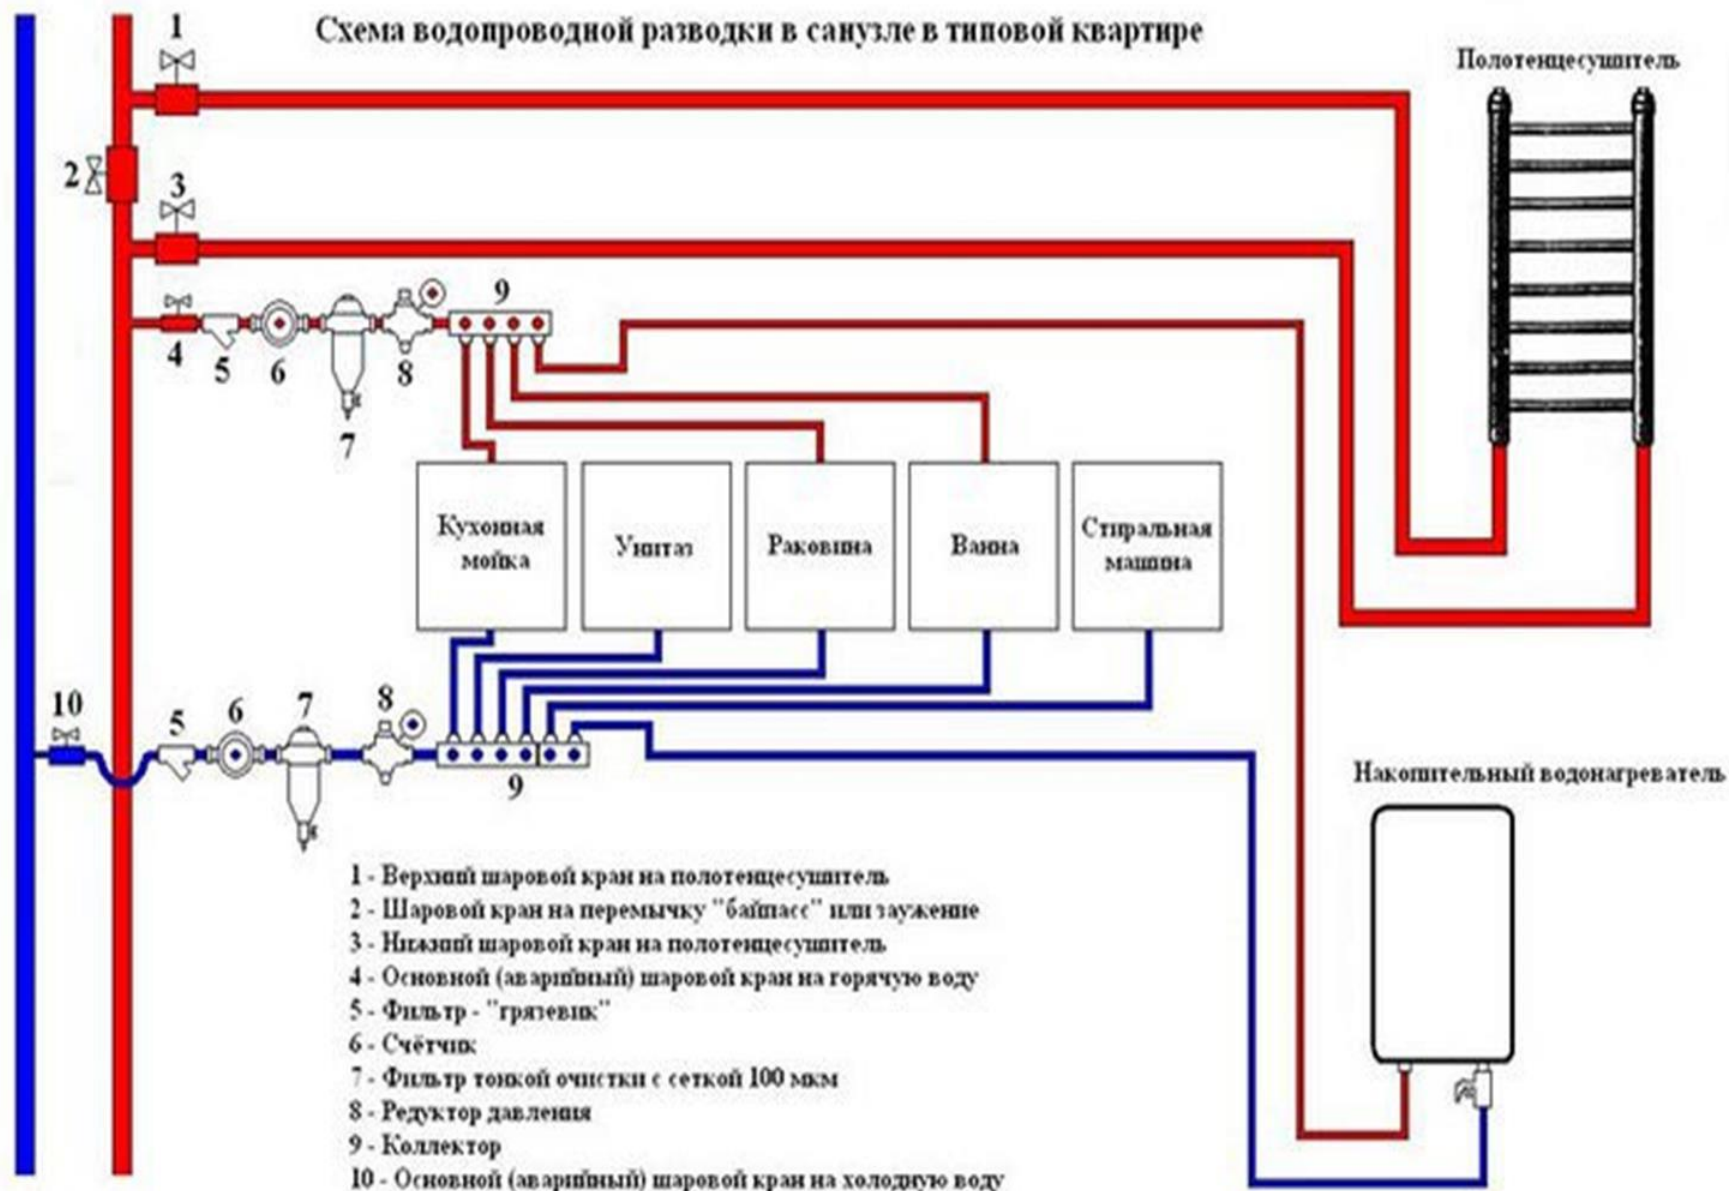 Схема водопроводной разводки в санузле в типовой квартире
1
Полотенцесушитель
2
3
9
4
5
6
8
7
Кухонная
мойка
Унитаз
Раковина
Ванна
Стиральная
машина
10
5
6
7
8
9
Накопительный водонагреватель
1 - Верхний шаровой кран на полотенцесушитель
2 - Шаровой кран на перемычку "байпасс" или заужение
3 - Нижний шаровой кран на полотенцесушитель
4 - Основной (аварийный) шаровой кран на горячую воду
5 - Фильтр - "грязевик"
6 - Счётчик
7 - Фильтр тонкой очистки с сеткой 100 мкм
8 - Редуктор давления
9 - Коллектор
10 - Основной (аварийный) шаровой кран на холодную воду